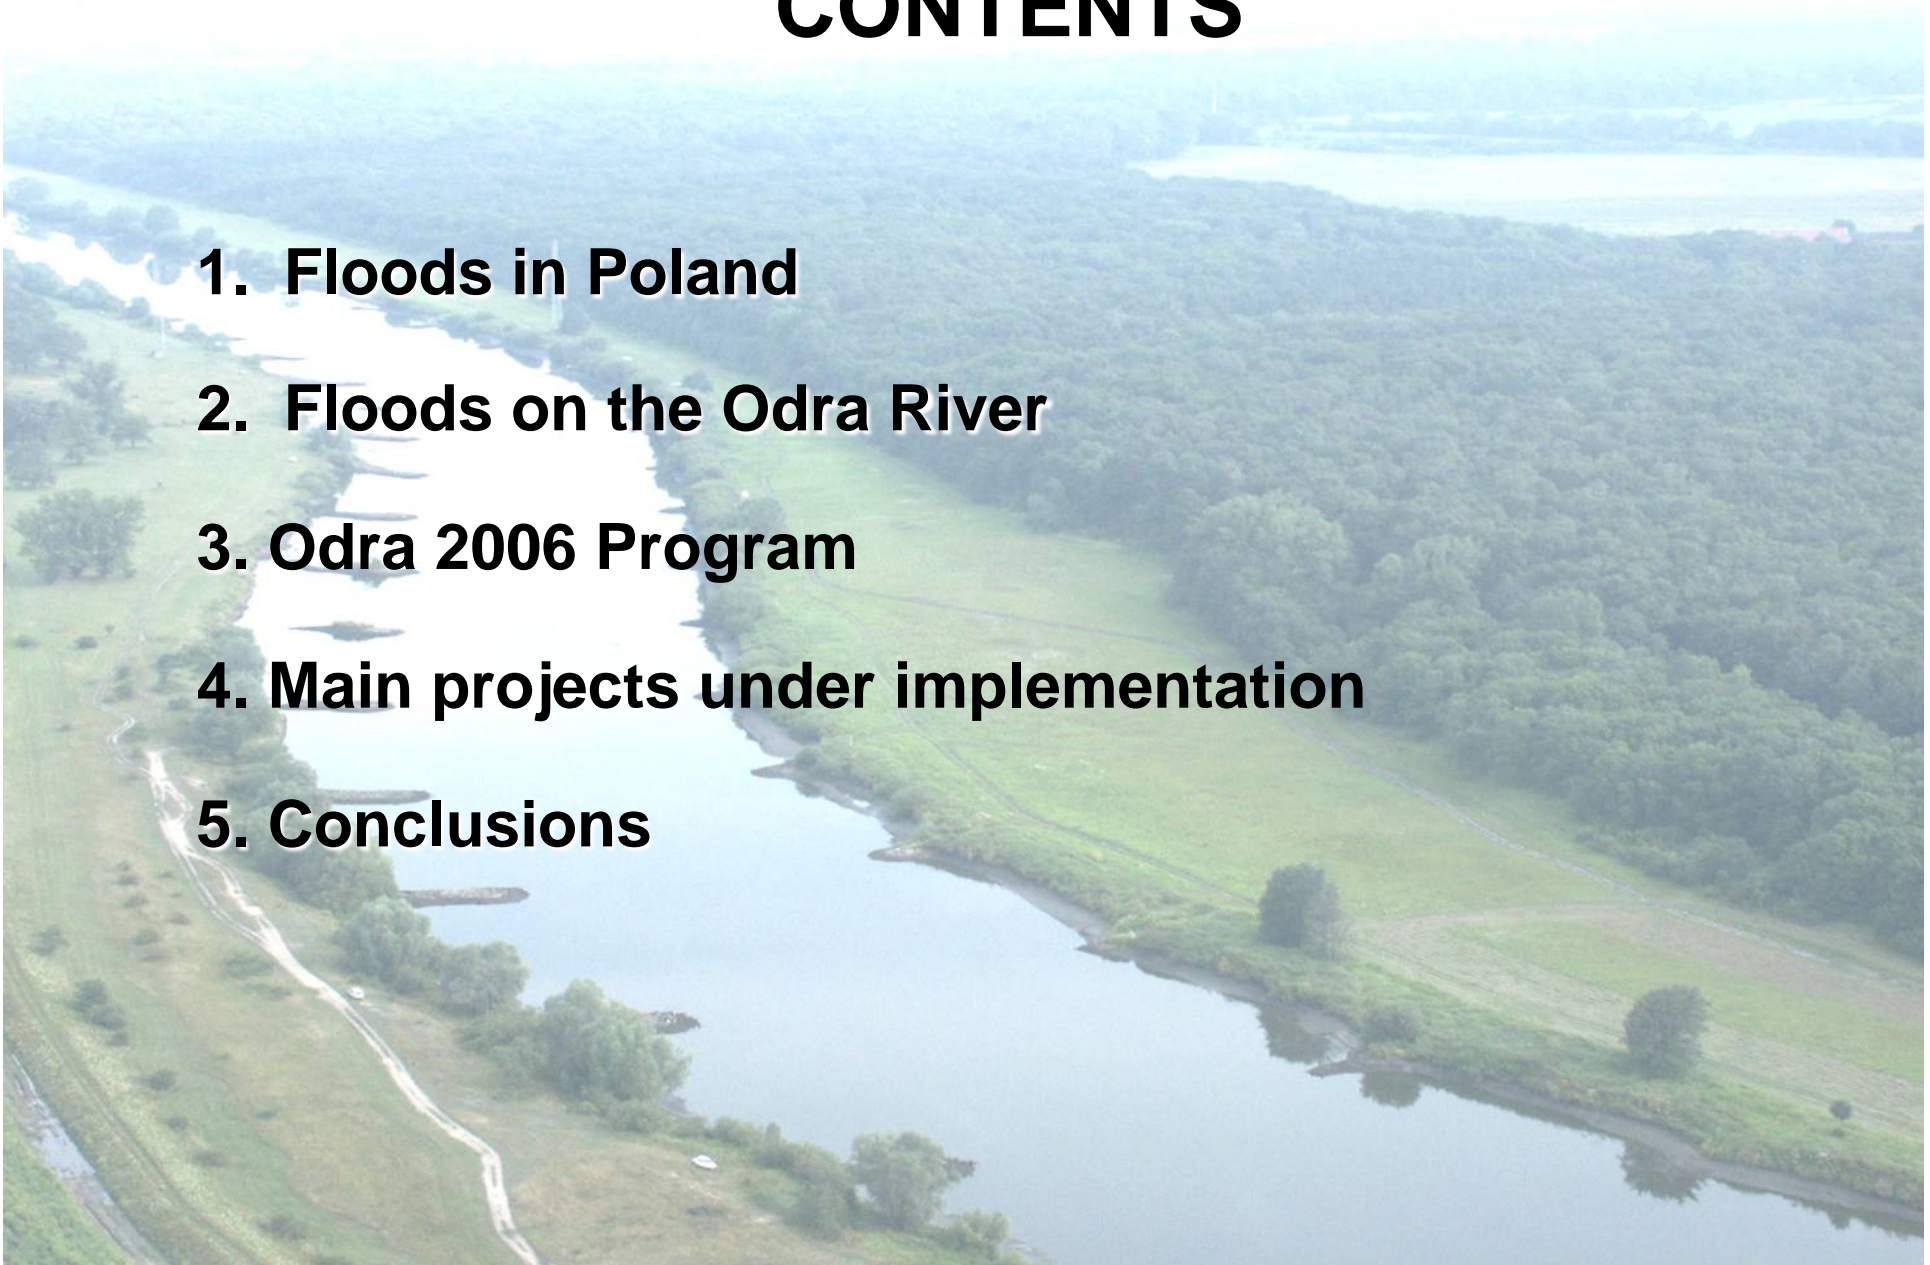 CONTENTS
1. Floods in Poland
2. Floods on the Odra River
3. Odra 2006 Program
4. Main projects under implementation
5. Conclusions